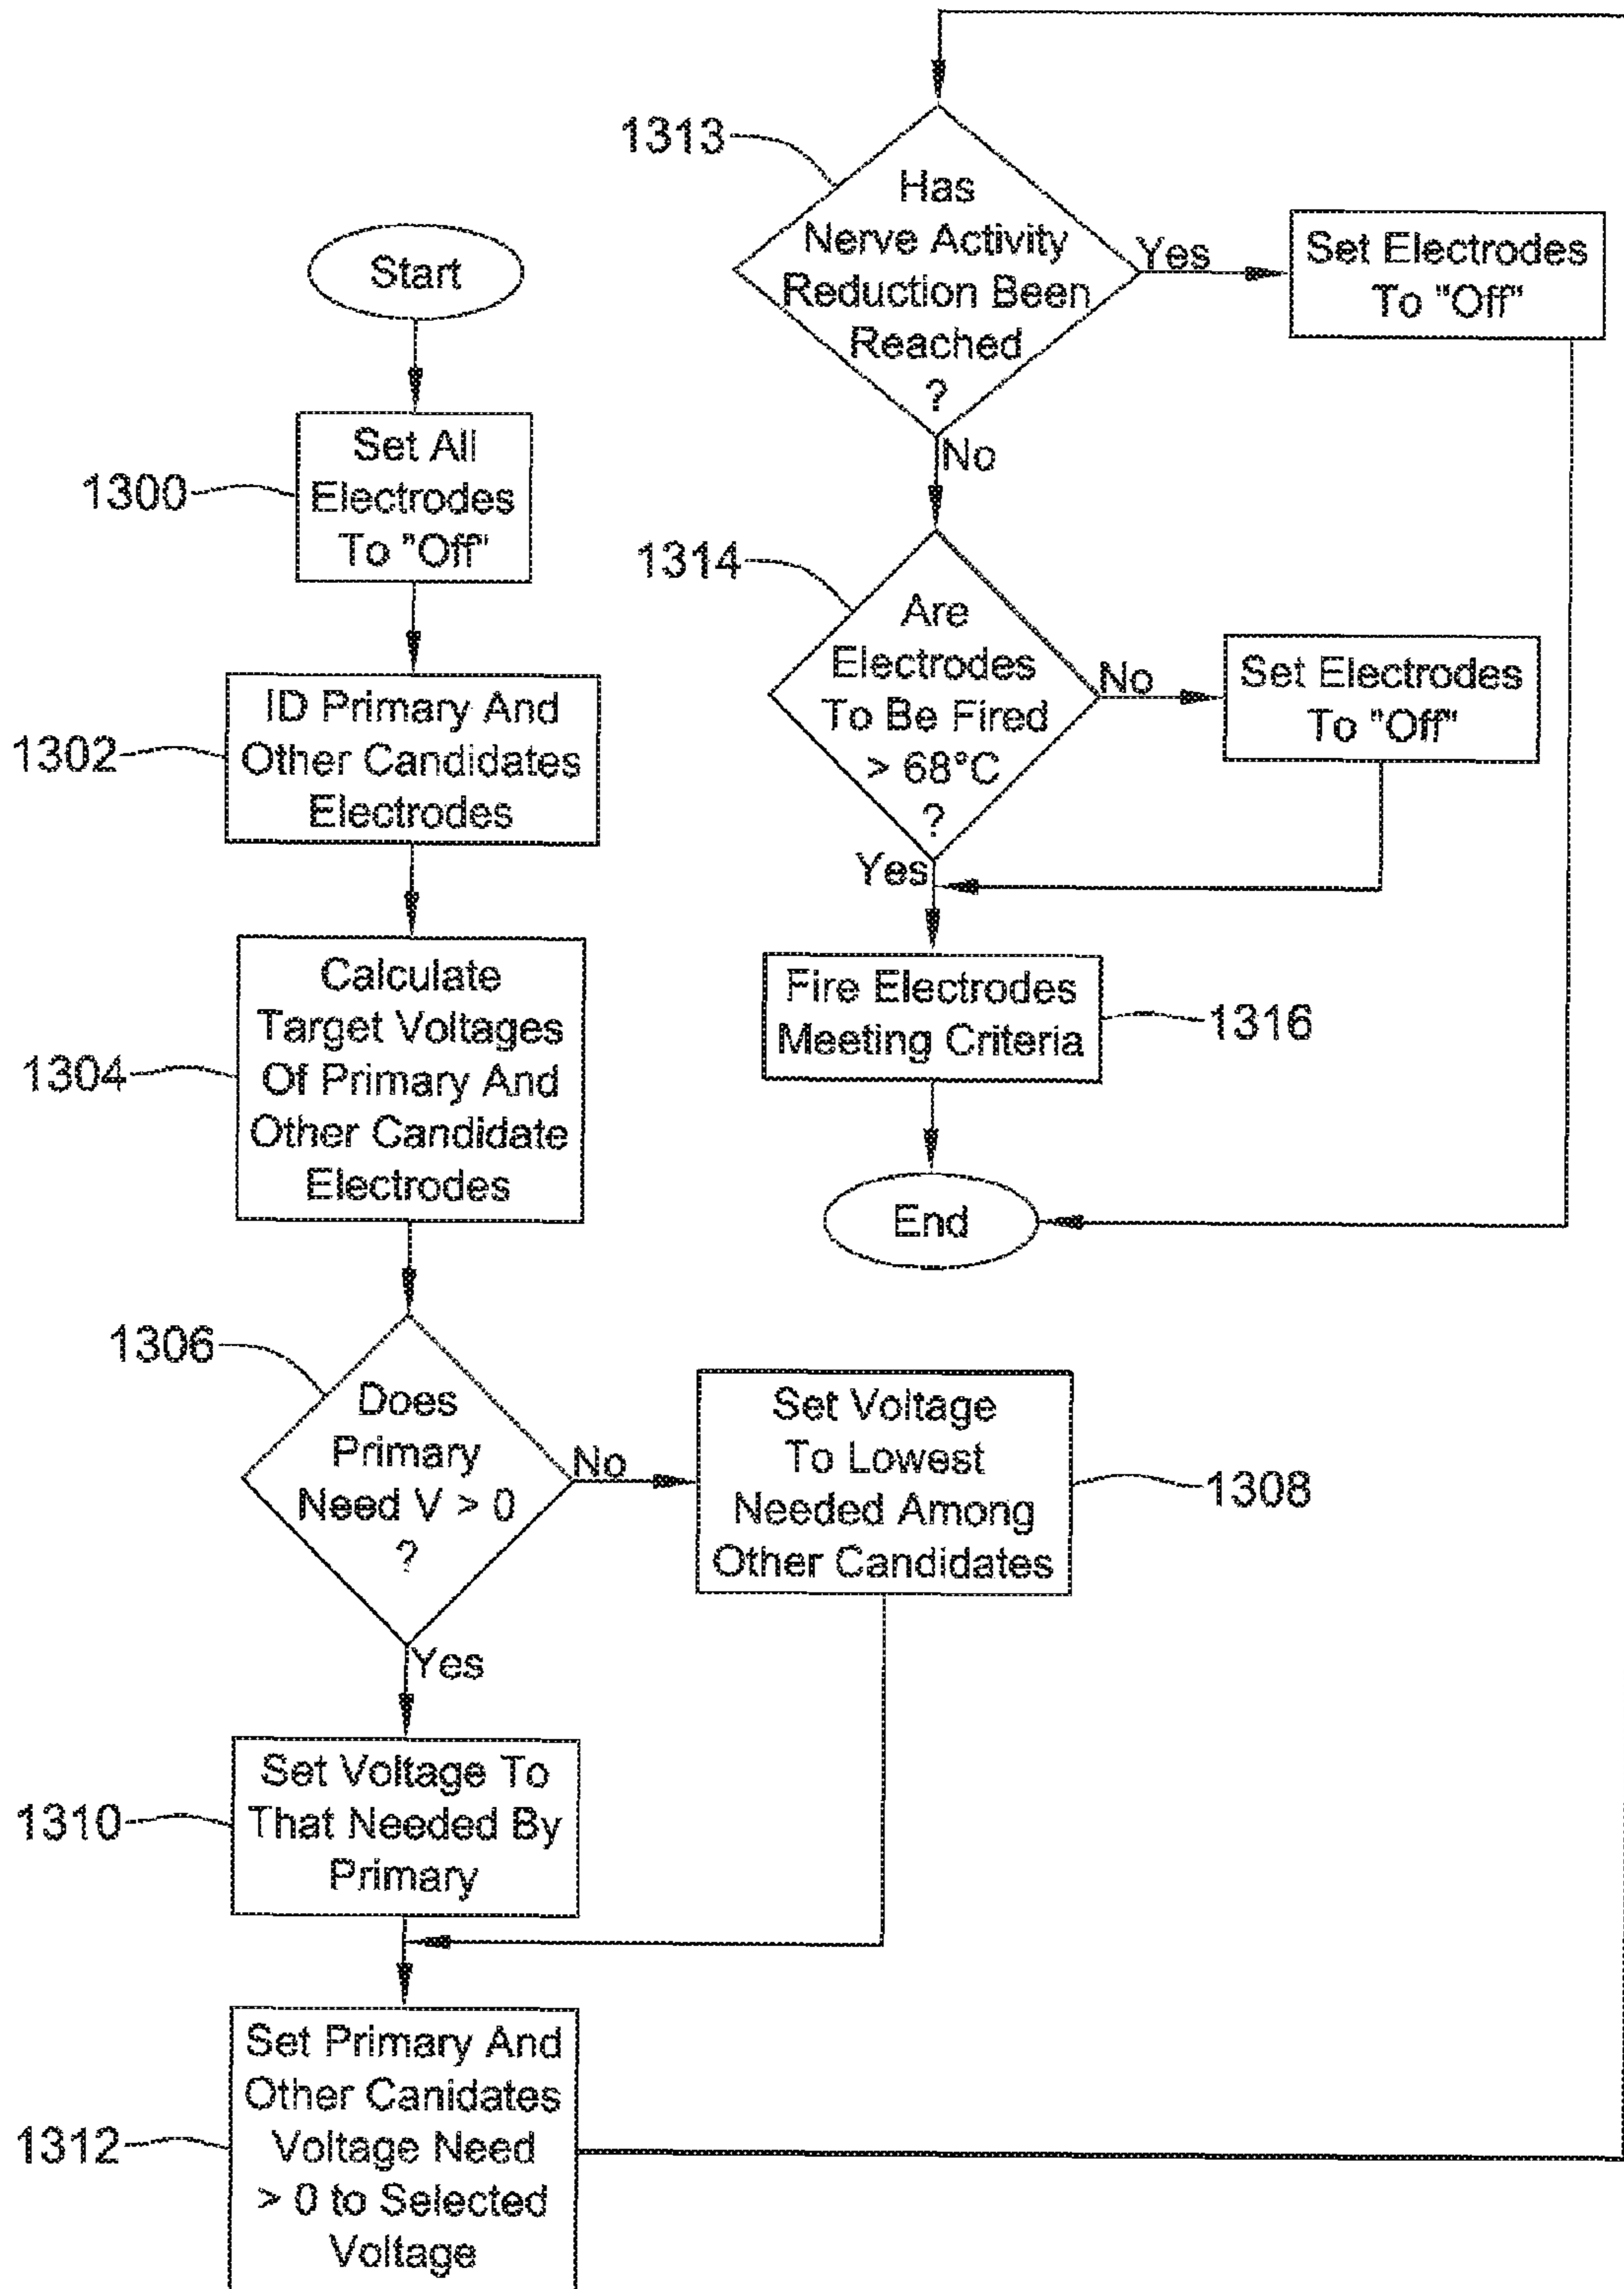 Start
1300
Set All
Electrodes
To "Off"
1302
ID Primary And
Other Candidates
Electrodes
1304
Calculate
Target Voltages
Of Primary And
Other Candidate
Electrodes
1306
Does
Primary
Need V > 0
?
No
Yes
Set Voltage
To Lowest
Needed Among
Other Candidates
1308
1310
Set Voltage To
That Needed By
Primary
1312
Set Primary And
Other Canidates
Voltage Need
> 0 to Selected
Voltage
1313
Has
Nerve Activity
Reduction Been
Reached
?
Yes
No
Set Electrodes
To "Off"
1314
Are
Electrodes
To Be Fired
> 68°C
?
No
Yes
Set Electrodes
To "Off"
Fire Electrodes
Meeting Criteria
1316
End